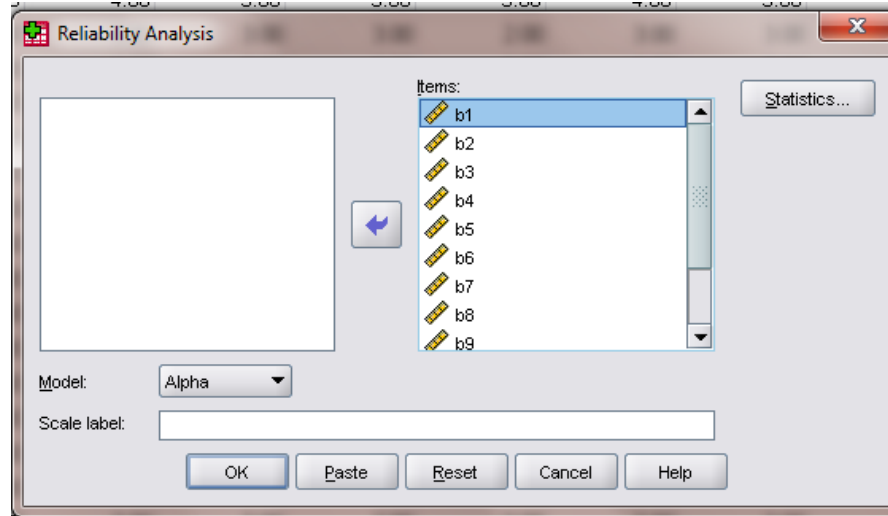 Reliability Analysis
Items:
Statistics...
b1
b2
b3
b4
b5
b6
b7
b8
b9
Model:
Alpha
Scale label:
OK
Paste
Reset
Cancel
Help